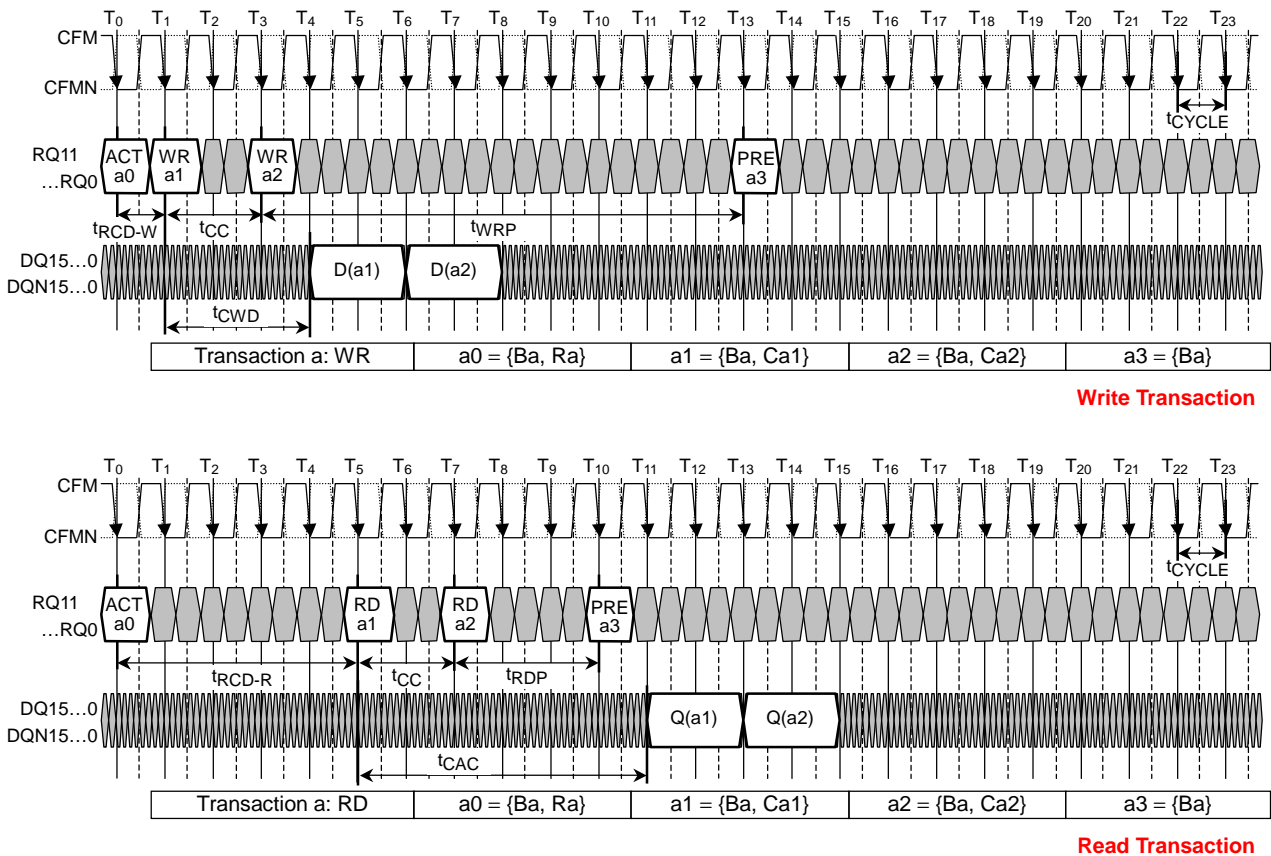 T0 T1 T2 T3 T4 T5 T6 T7 T8 T9 T10 T11 T12 T13 T14 T15 T16 T17 T18 T19 T20 T21 T22 T23
CFM
CFMN
tCYCLE
RQ11 ACT WR WR PRE
...RQ0 a0 a1 a2 a3
tRCD-W tCC tWRP
DQ15...0 D(a1) D(a2)
DQN15...0
tCWD
Transaction a: WR a0 = {Ba, Ra} a1 = {Ba, Ca1} a2 = {Ba, Ca2} a3 = {Ba}
Write Transaction
T0 T1 T2 T3 T4 T5 T6 T7 T8 T9 T10 T11 T12 T13 T14 T15 T16 T17 T18 T19 T20 T21 T22 T23
CFM
CFMN
tCYCLE
RQ11 ACT RD RD PRE
...RQ0 a0 a1 a2 a3
tRCD-R tCC tRDP
DQ15...0 Q(a1) Q(a2)
DQN15...0
tCAC
Transaction a: RD a0 = {Ba, Ra} a1 = {Ba, Ca1} a2 = {Ba, Ca2} a3 = {Ba}
Read Transaction